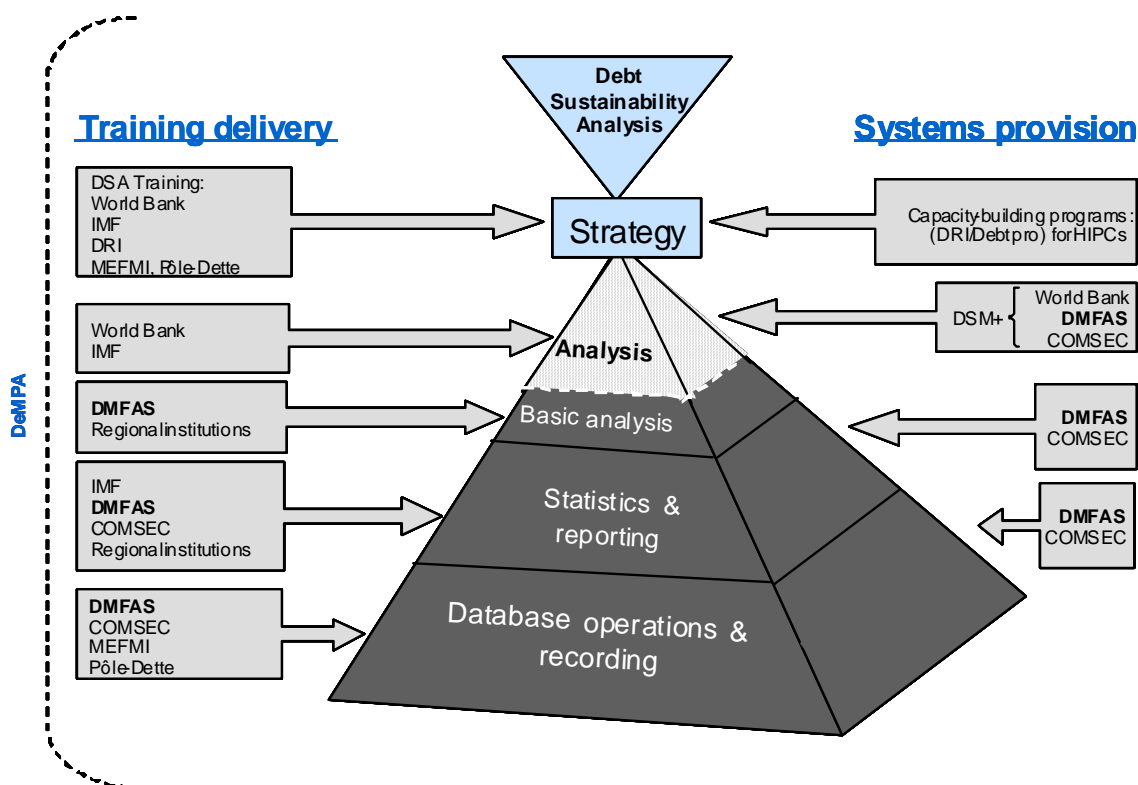 Debt
Sustainability
Analysis
Training delivery
Systems provision
DSA Training:
World Bank
IMF
DRI
MEFMI, Pôle-Dette
Strategy
Capacity-building programs:
(DRI/Debtpro) for HIPCs
World Bank
IMF
Analysis
DSM+
World Bank
DMFAS
COMSEC
DeMPA
DMFAS
Regional institutions
Basic analysis
DMFAS
COMSEC
IMF
DMFAS
COMSEC
Regional institutions
Statistics &
reporting
DMFAS
COMSEC
DMFAS
COMSEC
MEFMI
Pôle-Dette
Database operations &
recording